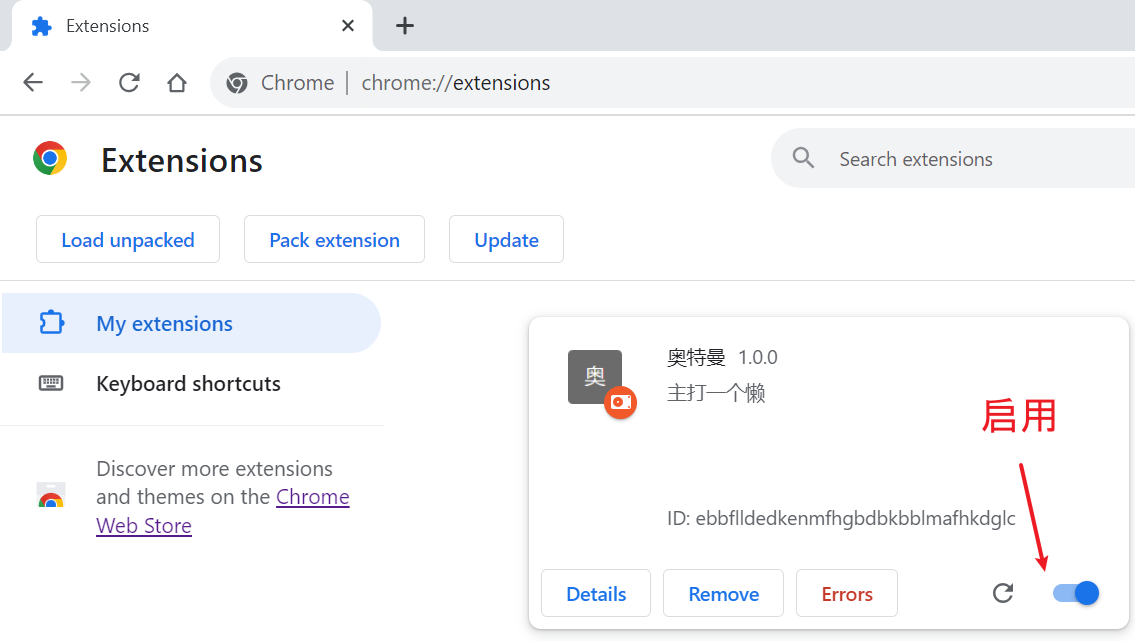 Extensions
Chrome
chrome://extensions
Extensions
Search extensions
Load unpacked
Pack extension
Update
My extensions
Keyboard shortcuts
Discover more extensions
and themes on the Chrome
Web Store
奥
奥特曼 1.0.0
主打一个懒
启用
ID: ebbflldedkenmfhgbdbkbblmafhkdglc
Details
Remove
Errors